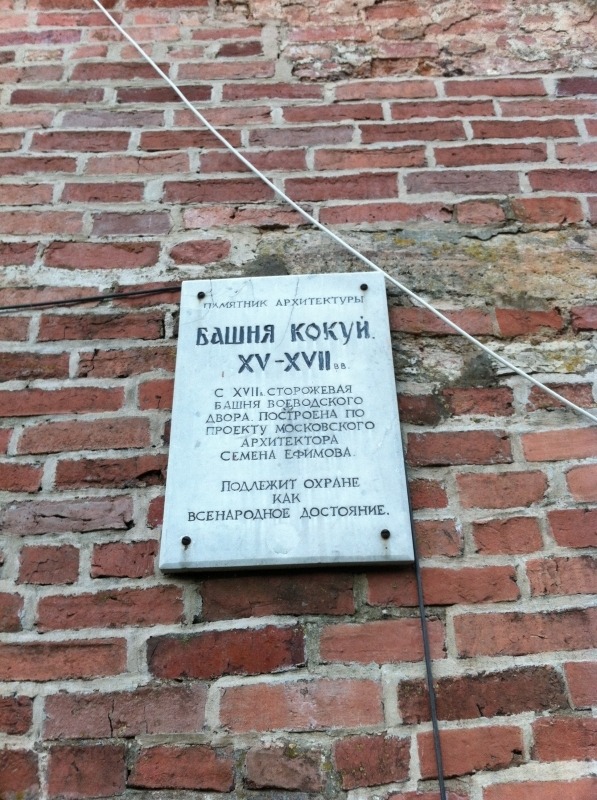 ПАМЯТНИК АРХИТЕКТУРЫ
БАШНЯ КОКУЙ.
XV-XVII вв.
С XVII в. СТОРОЖЕВАЯ
БАШНЯ ВОЕВОДСКОГО
ДВОРА. ПОСТРОЕНА ПО
ПРОЕКТУ МОСКОВСКОГО
АРХИТЕКТОРА
СЕМЕНА ЕФИМОВА.
ПОДЛЕЖИТ ОХРАНЕ
КАК
ВСЕНАРОДНОЕ ДОСТОЯНИЕ.